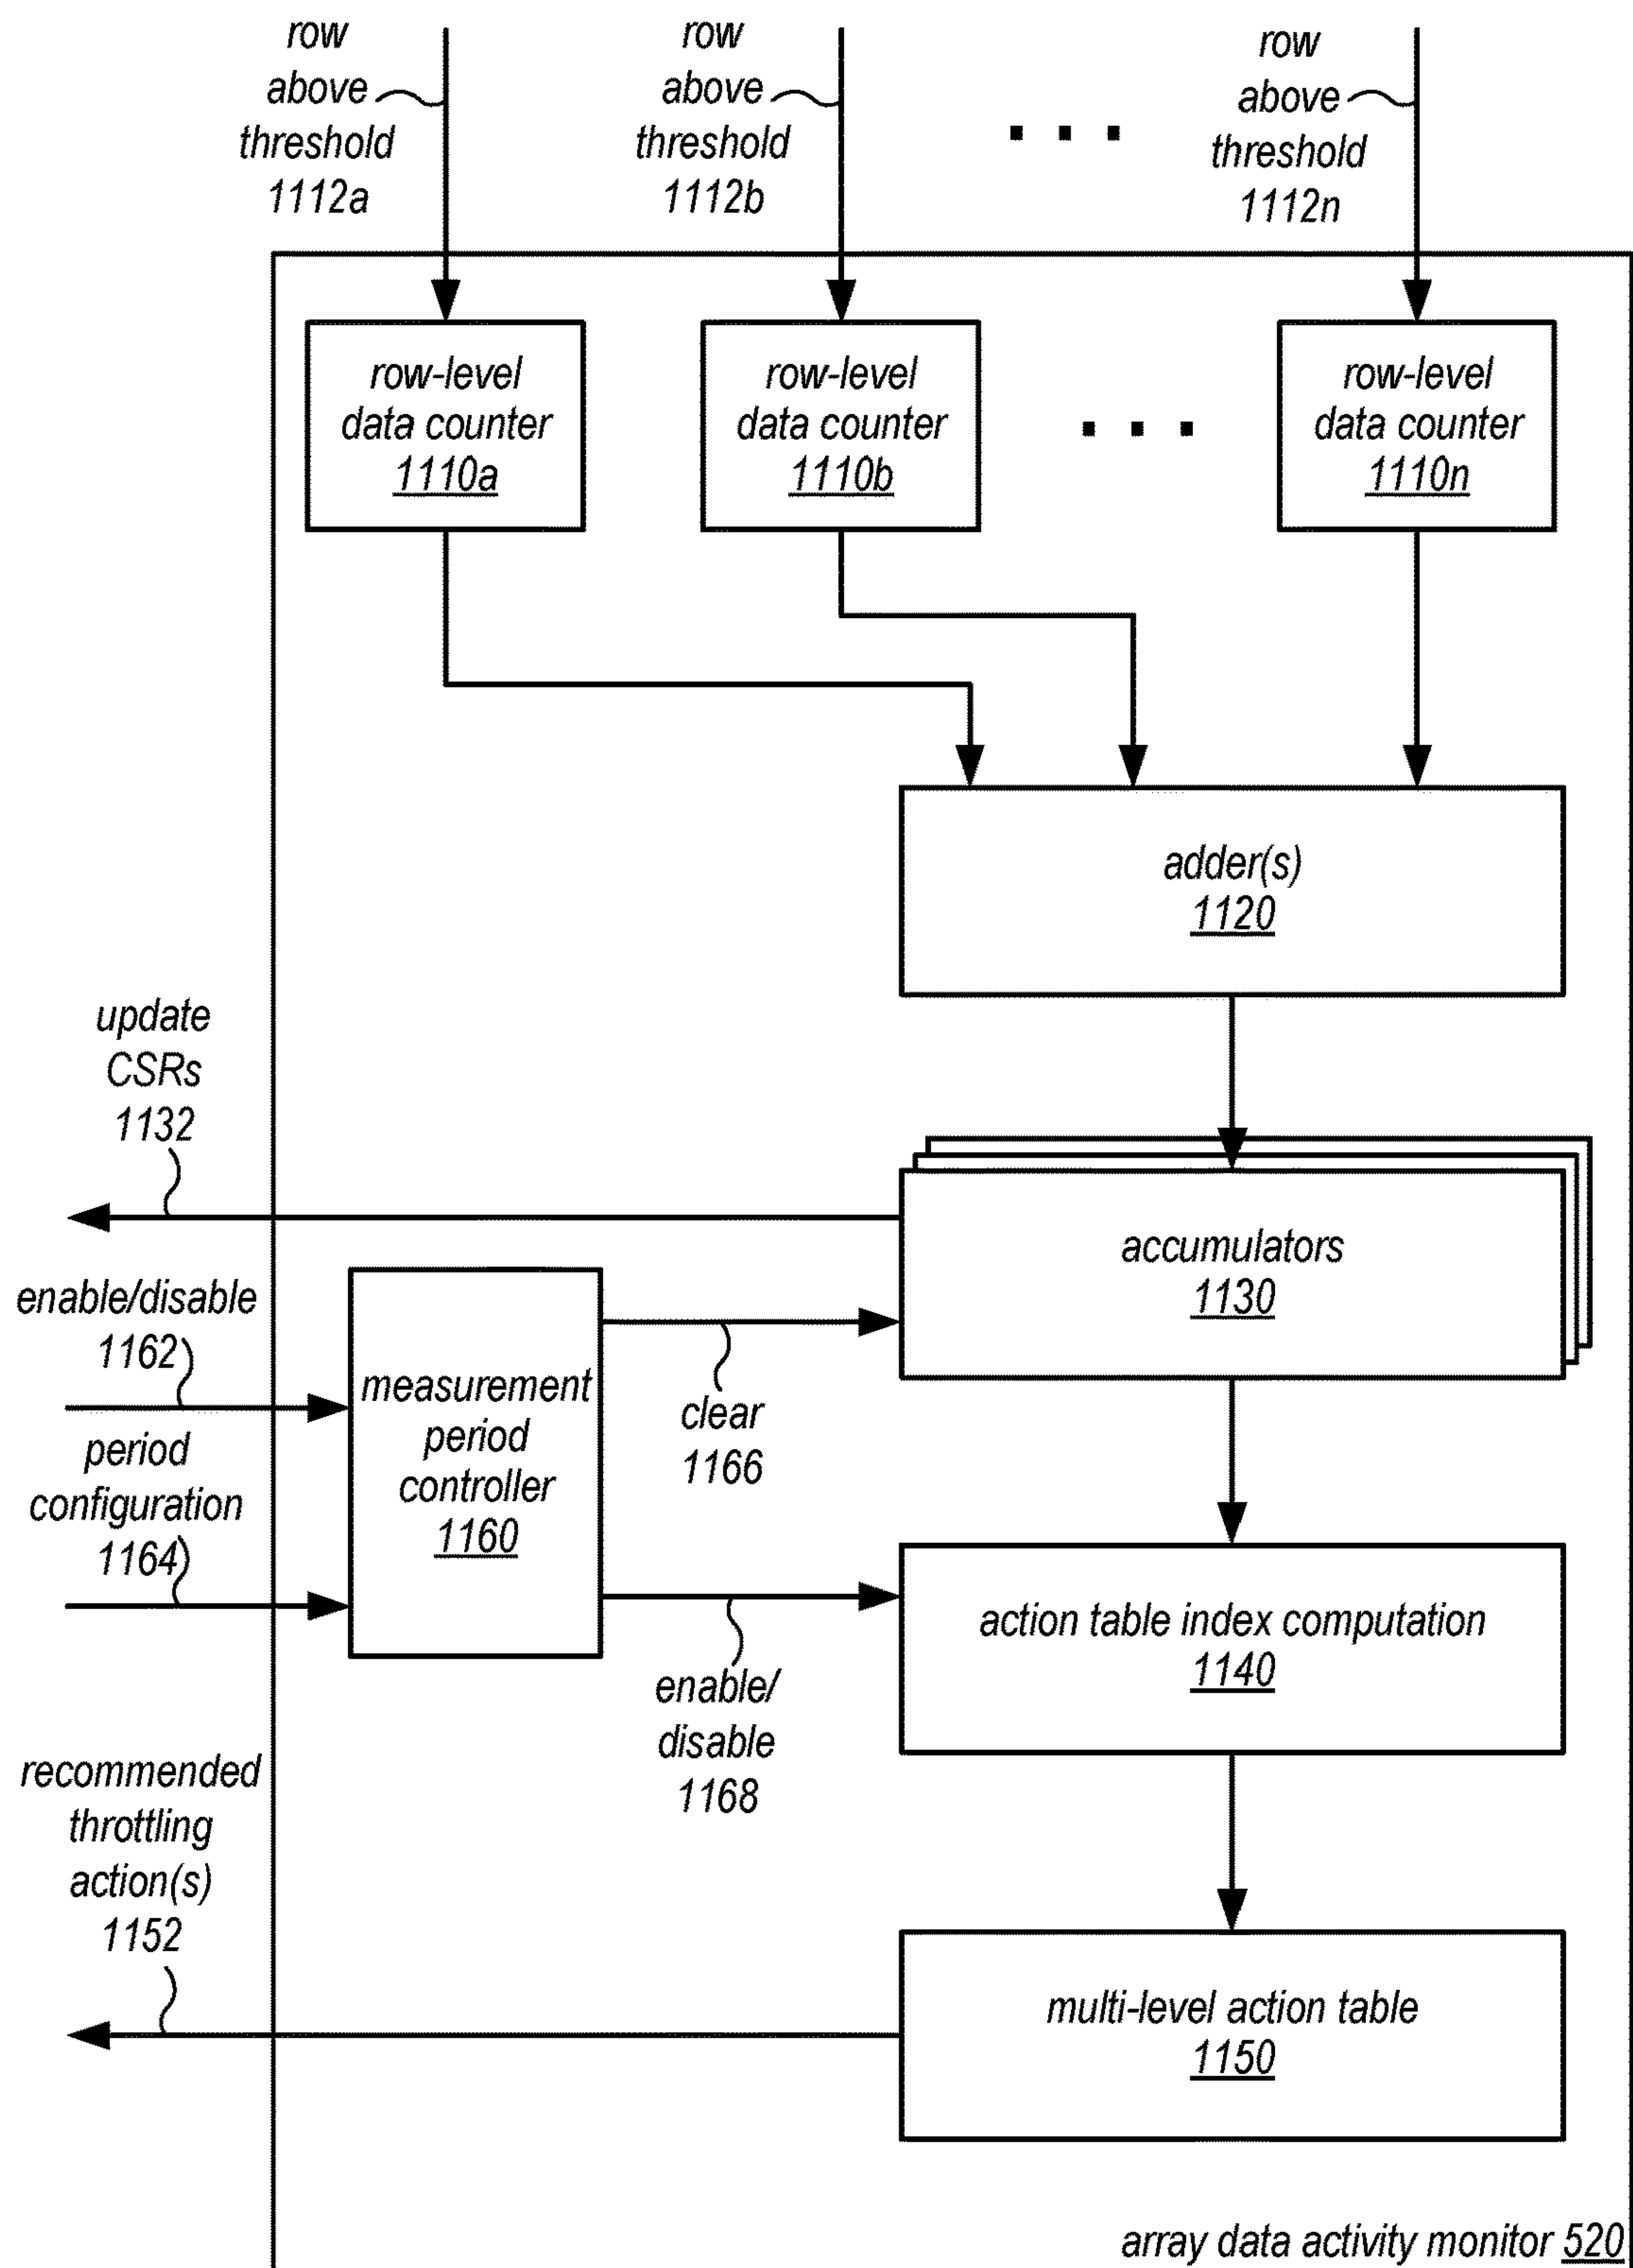 row
above
threshold
1112a
row
above
threshold
1112b
row
above
threshold
1112n
row-level
data counter
1110a
row-level
data counter
1110b
row-level
data counter
1110n
adder(s)
1120
update
CSRs
1132
accumulators
1130
enable/disable
1162
measurement
period
controller
1160
clear
1166
period
configuration
1164
action table index computation
1140
enable/
disable
1168
recommended
throttling
action(s)
1152
multi-level action table
1150
array data activity monitor 520